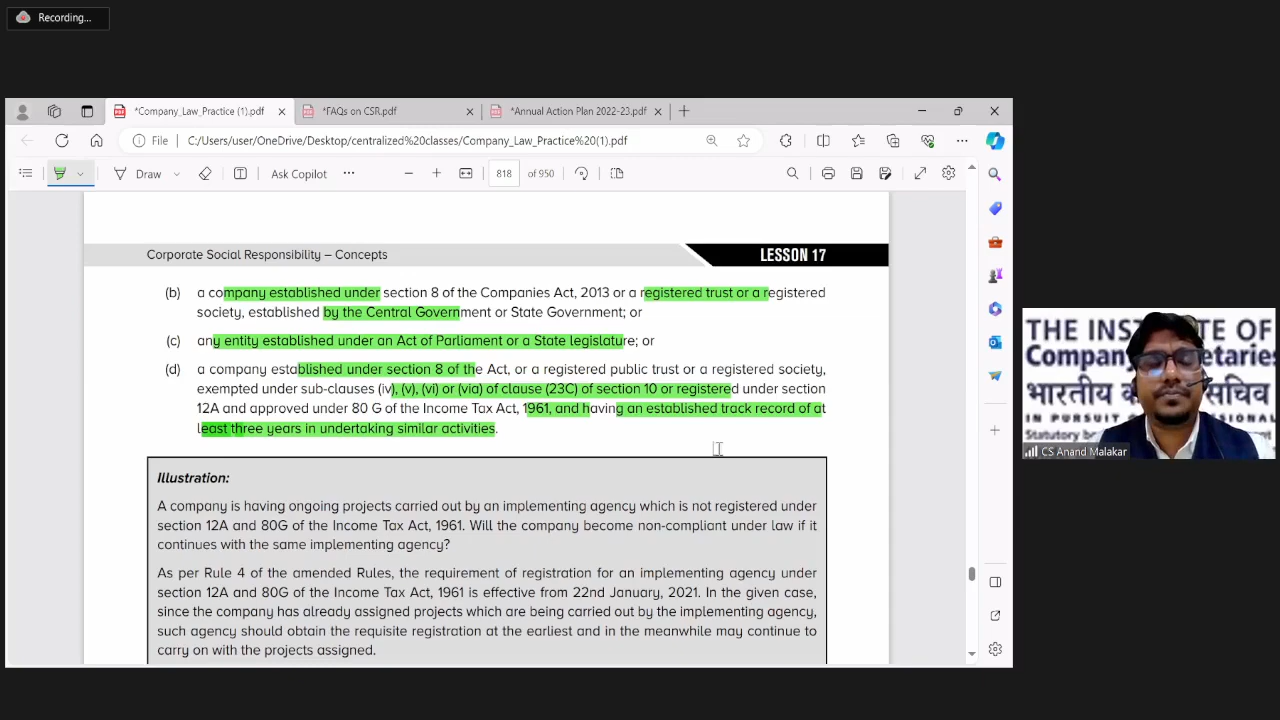 Recording...
*Company_Law_Practice (1).pdf
*FAQs on CSR.pdf
*Annual Action Plan 2022-23.pdf
File
C:/Users/user/OneDrive/Desktop/centralized%20classes/Company_Law_Practice%20(1).pdf
Draw
Ask Copilot
818 of 950
Corporate Social Responsibility – Concepts
LESSON 17
(b) a company established under section 8 of the Companies Act, 2013 or a registered trust or a registered
society, established by the Central Government or State Government; or
(c) any entity established under an Act of Parliament or a State legislature; or
(d) a company established under section 8 of the Act, or a registered public trust or a registered society,
exempted under sub-clauses (iv), (v), (vi) or (via) of clause (23C) of section 10 or registered under section
12A and approved under 80 G of the Income Tax Act, 1961, and having an established track record of at
least three years in undertaking similar activities.
Illustration:
A company is having ongoing projects carried out by an implementing agency which is not registered under
section 12A and 80G of the Income Tax Act, 1961. Will the company become non-compliant under law if it
continues with the same implementing agency?
As per Rule 4 of the amended Rules, the requirement of registration for an implementing agency under
section 12A and 80G of the Income Tax Act, 1961 is effective from 22nd January, 2021. In the given case,
since the company has already assigned projects which are being carried out by the implementing agency,
such agency should obtain the requisite registration at the earliest and in the meanwhile may continue to
carry on with the projects assigned.
THE INS TE OF
Compan etaries
भारतीय सचिव
IN PURSUIT
Statutory b
CS Anand Malakar